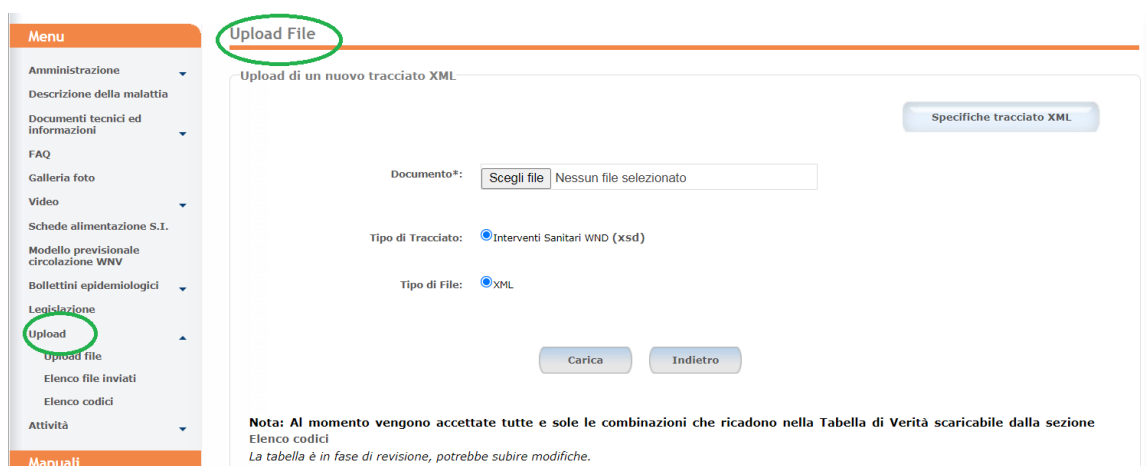 Menu
Amministrazione
Descrizione della malattia
Documenti tecnici ed
informazioni
FAQ
Galleria foto
Video
Schede alimentazione S.I.
Modello previsionale
circolazione WNV
Bollettini epidemiologici
Legislazione
Upload
Upload file
Elenco file inviati
Elenco codici
Attività
Manuali
Upload File
Upload di un nuovo tracciato XML
Specifiche tracciato XML
Documento*: Scegli file Nessun file selezionato
Tipo di Tracciato: Interventi Sanitari WND (xsd)
Tipo di File: XML
Carica Indietro
Nota: Al momento vengono accettate tutte e sole le combinazioni che ricadono nella Tabella di Verità scaricabile dalla sezione
Elenco codici
La tabella è in fase di revisione, potrebbe subire modifiche.